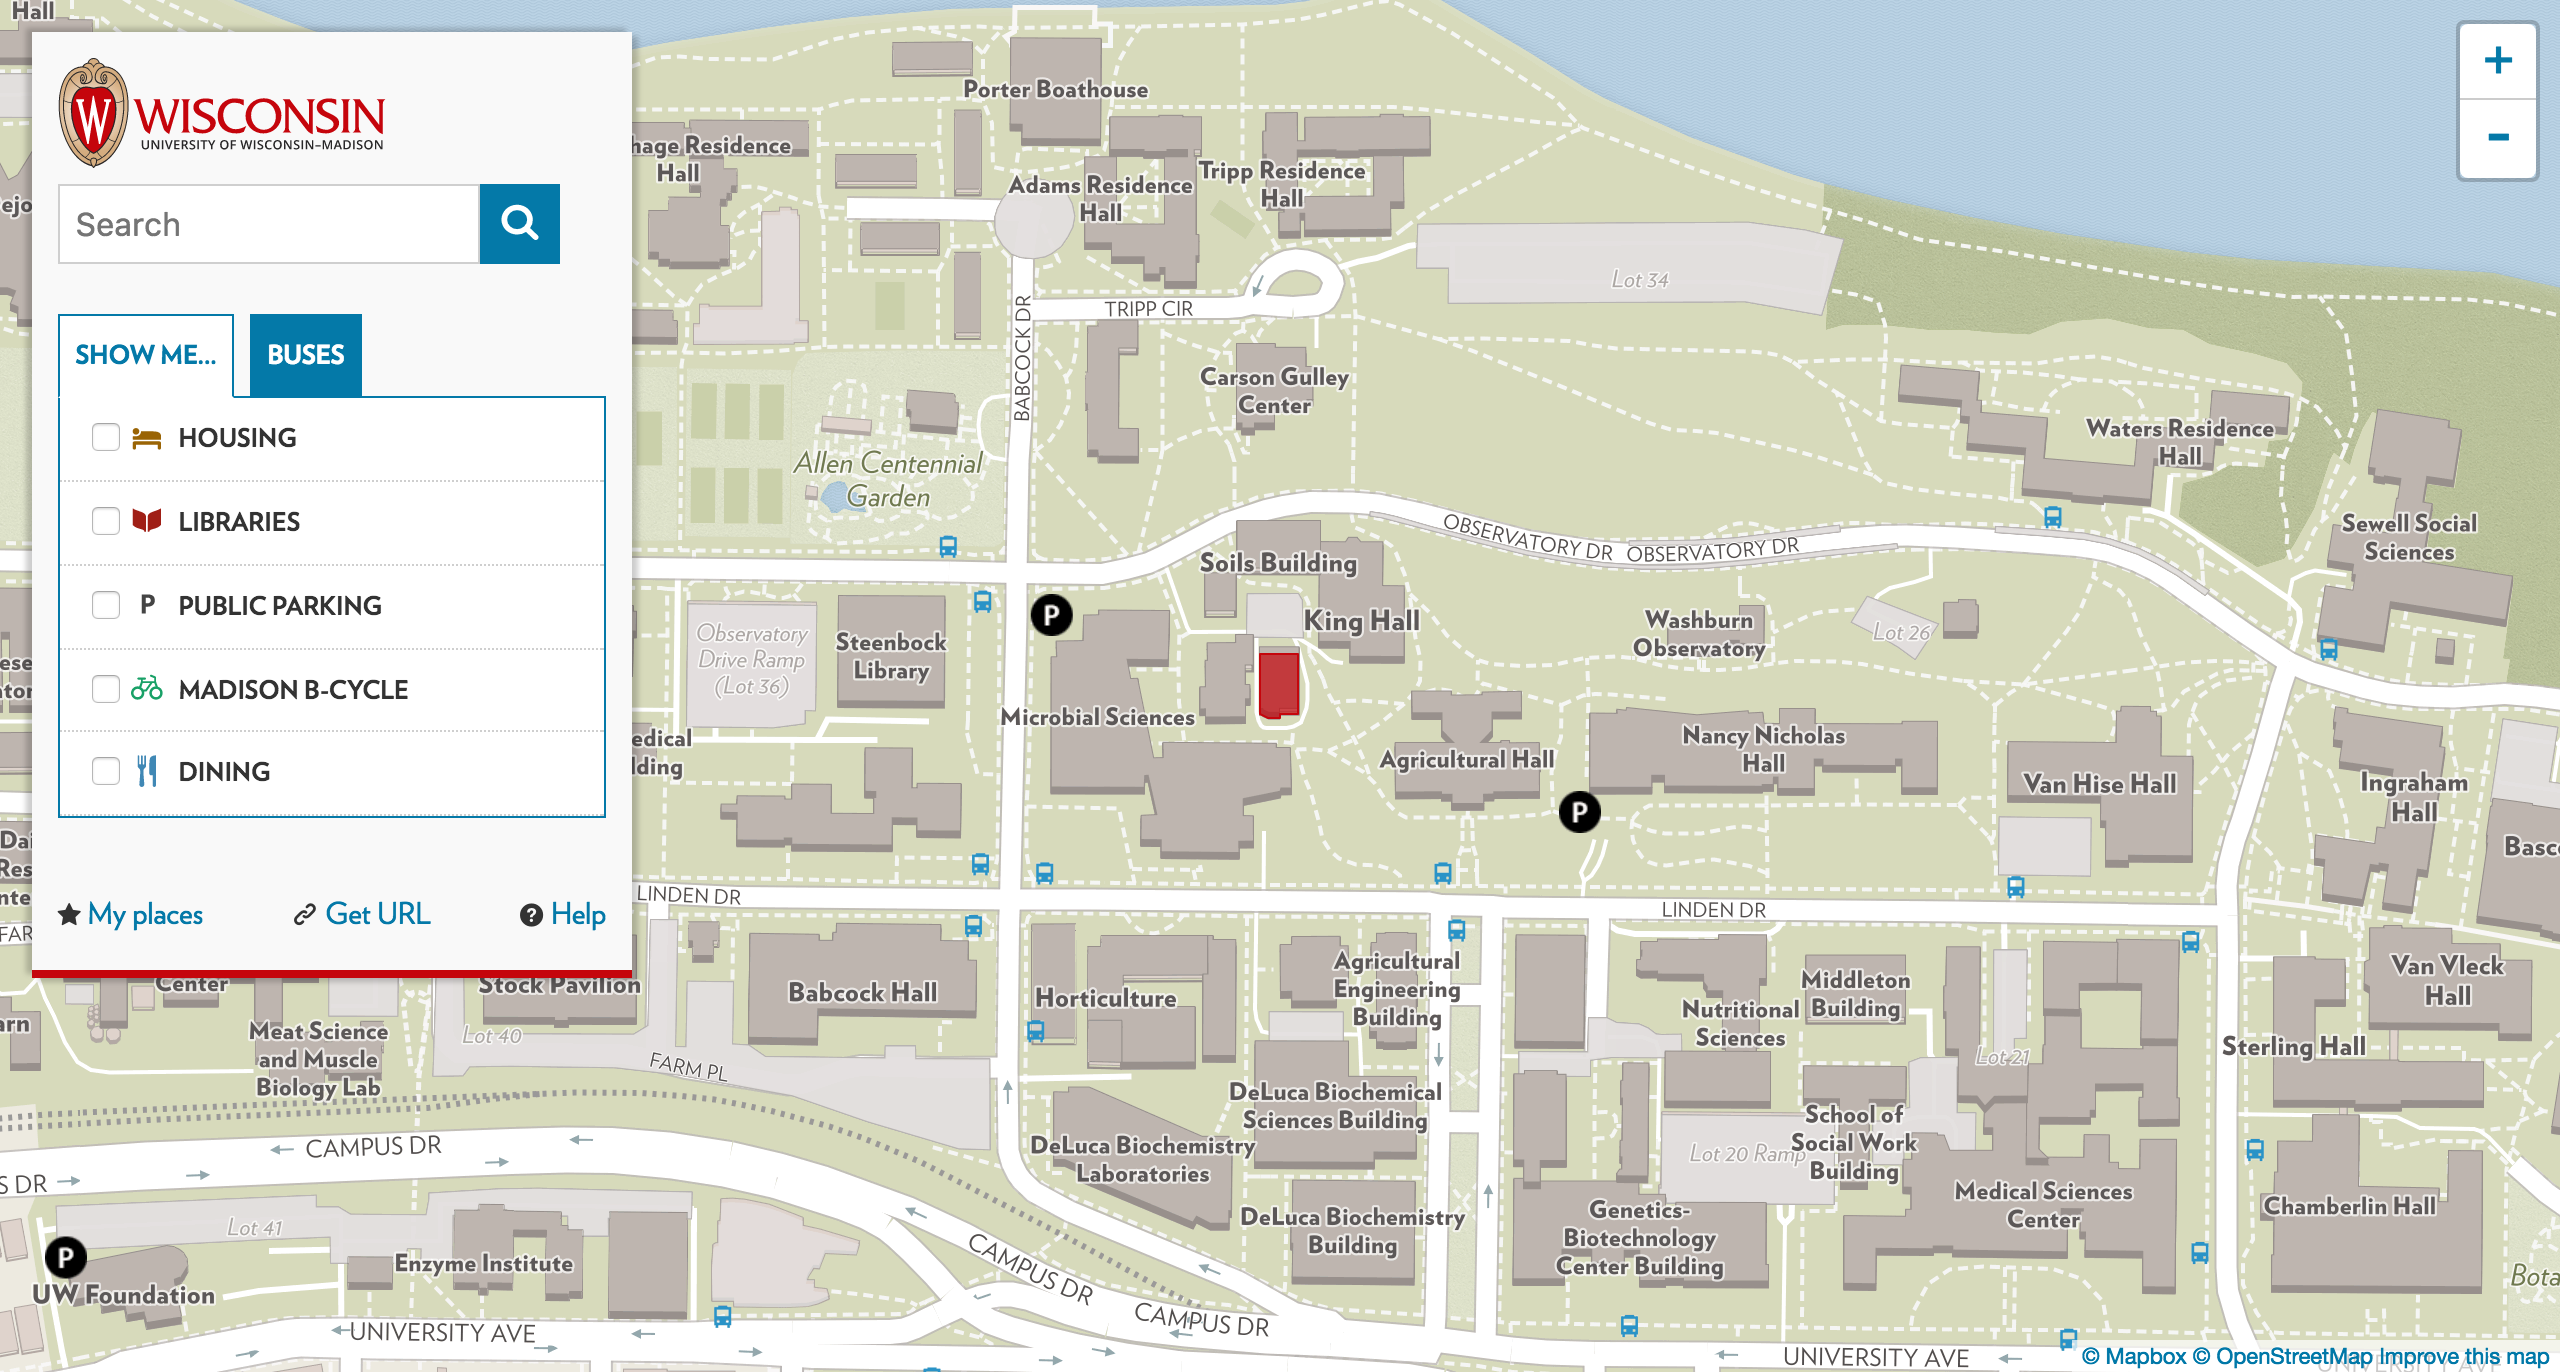 Hall
WISCONSIN
UNIVERSITY OF WISCONSIN–MADISON
Search
SHOW ME...
BUSES
HOUSING
LIBRARIES
P PUBLIC PARKING
MADISON B-CYCLE
DINING
My places
Get URL
Help
+
-
Porter Boathouse
hage Residence
Hall
Adams Residence
Hall
Tripp Residence
Hall
Lot 34
TRIPP CIR
BABCOCK DR
Carson Gulley
Center
Allen Centennial
Garden
Waters Residence
Hall
Sewell Social
Sciences
OBSERVATORY DR
OBSERVATORY DR
Soils Building
King Hall
P
Washburn
Observatory
Lot 26
Observatory
Drive Ramp
(Lot 36)
Steenbock
Library
Microbial Sciences
edical
lding
Agricultural Hall
Nancy Nicholas
Hall
P
Van Hise Hall
Ingraham
Hall
Basc
LINDEN DR
LINDEN DR
Center
Stock Pavilion
Babcock Hall
Horticulture
Agricultural
Engineering
Building
Nutritional
Sciences
Middleton
Building
Van Vleck
Hall
Sterling Hall
Lot 21
arn
Meat Science
and Muscle
Biology Lab
Lot 40
FARM PL
DeLuca Biochemical
Sciences Building
DeLuca Biochemistry
Laboratories
School of
Social Work
Building
Lot 20 Ramp
CAMPUS DR
S DR
Medical Sciences
Center
Chamberlin Hall
Lot 41
P
UW Foundation
Enzyme Institute
DeLuca Biochemistry
Building
Genetics-
Biotechnology
Center Building
CAMPUS DR
CAMPUS DR
Bota
UNIVERSITY AVE
UNIVERSITY AVE
© Mapbox © OpenStreetMap Improve this map